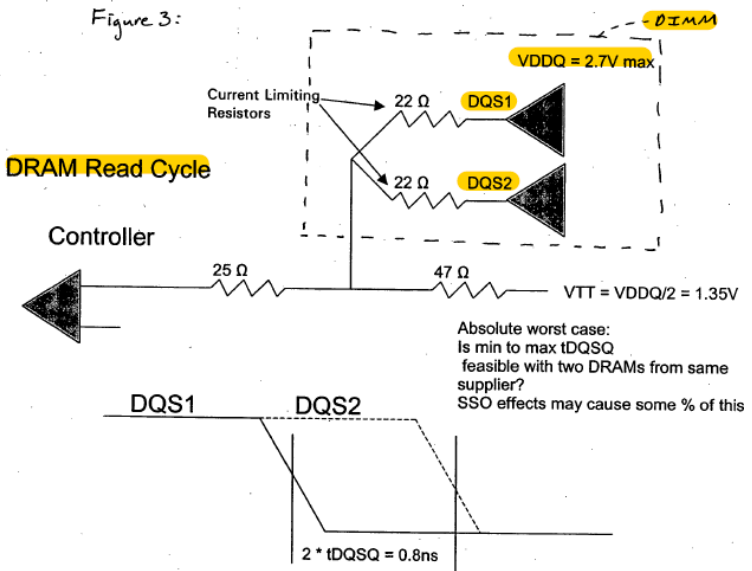 Figure 3:
DIMM
VDDQ = 2.7V max
Current Limiting
Resistors
22 Ω
DQS1
22 Ω
DQS2
DRAM Read Cycle
Controller
25 Ω
47 Ω
VTT = VDDQ/2 = 1.35V
Absolute worst case:
Is min to max tDQSQ
feasible with two DRAMs from same
supplier?
SSO effects may cause some % of this
DQS1
DQS2
2 * tDQSQ = 0.8ns